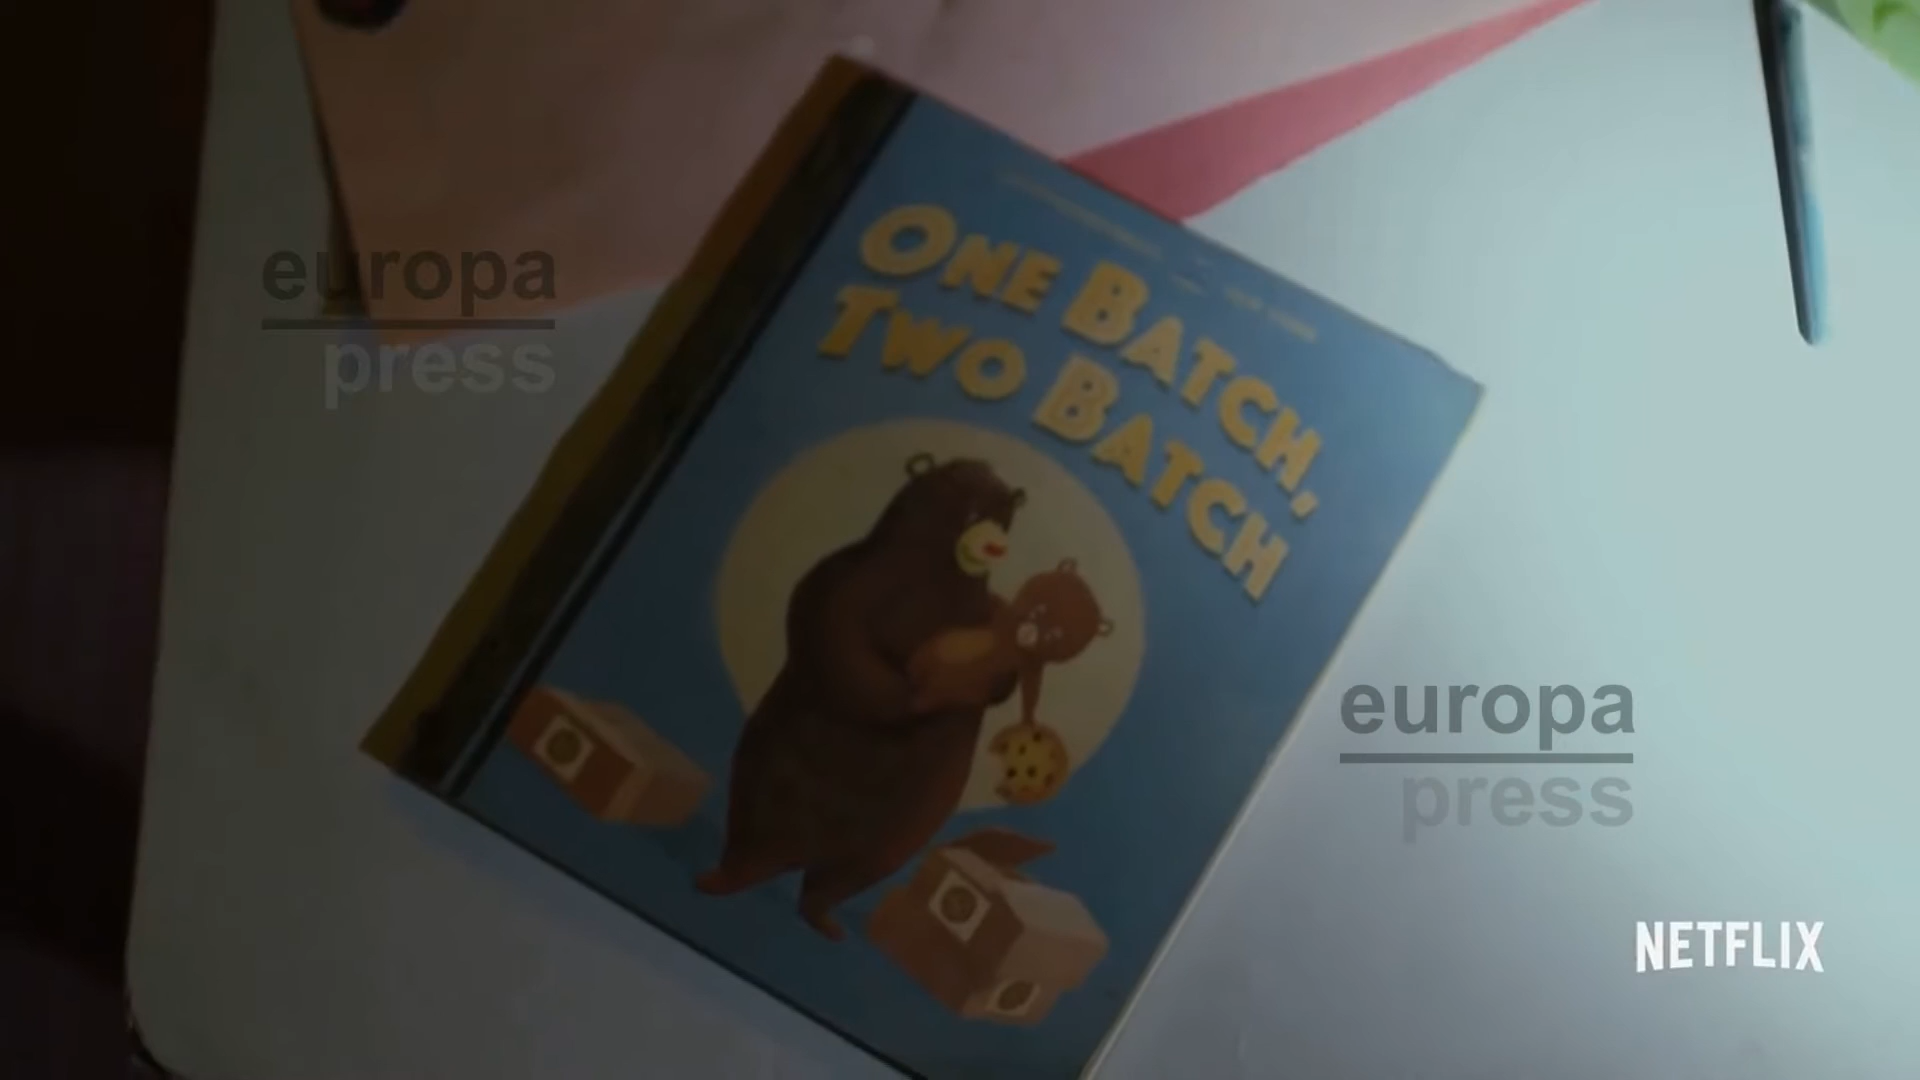 ONE BATCH,
TWO BATCH
europa
press
europa
press
NETFLIX